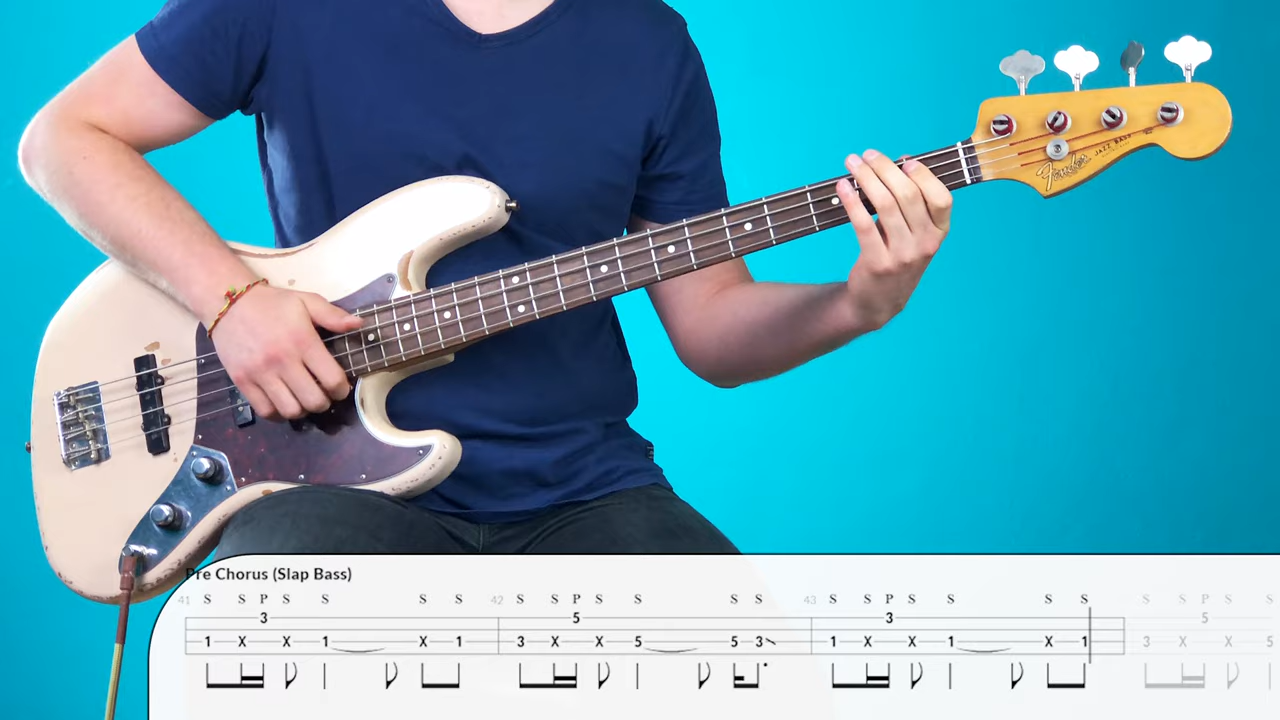 Fender
JAZZ BASS
Pre Chorus (Slap Bass)
41 S S P S S S S 42 S S P S S S S 43 S S P S S S S S S P S S
3 5 3 5
1 X X 1 X 1 3 X X 5 5 3 1 X X 1 X 1 3 X X 5